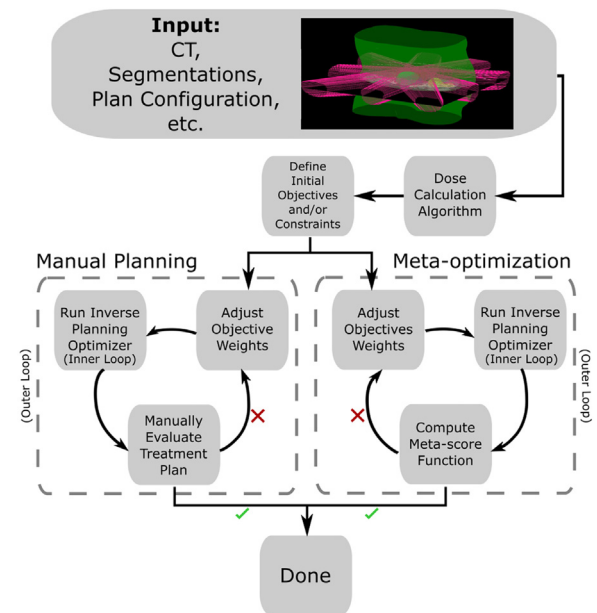 Input:
CT,
Segmentations,
Plan Configuration,
etc.
Define
Initial
Objectives
and/or
Constraints
Dose
Calculation
Algorithm
Manual Planning
Meta-optimization
(Outer Loop)
Run Inverse
Planning
Optimizer
(Inner Loop)
Adjust
Objective
Weights
Manually
Evaluate
Treatment
Plan
Adjust
Objectives
Weights
Run Inverse
Planning
Optimizer
(Inner Loop)
Compute
Meta-score
Function
(Outer Loop)
Done